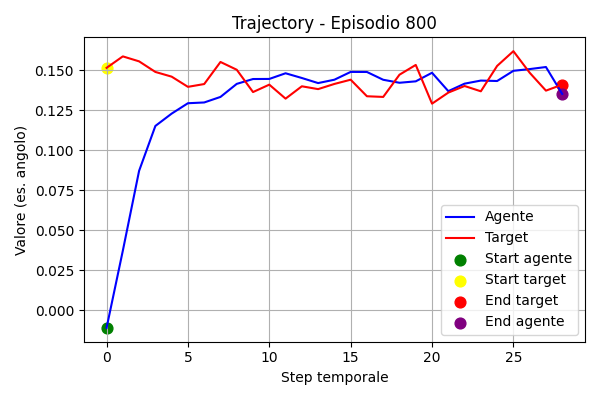 Trajectory - Episodio 800
Valore (es. angolo)
0.150
0.125
0.100
0.075
0.050
0.025
0.000
Agente
Target
Start agente
Start target
End target
End agente
0 5 10 15 20 25
Step temporale